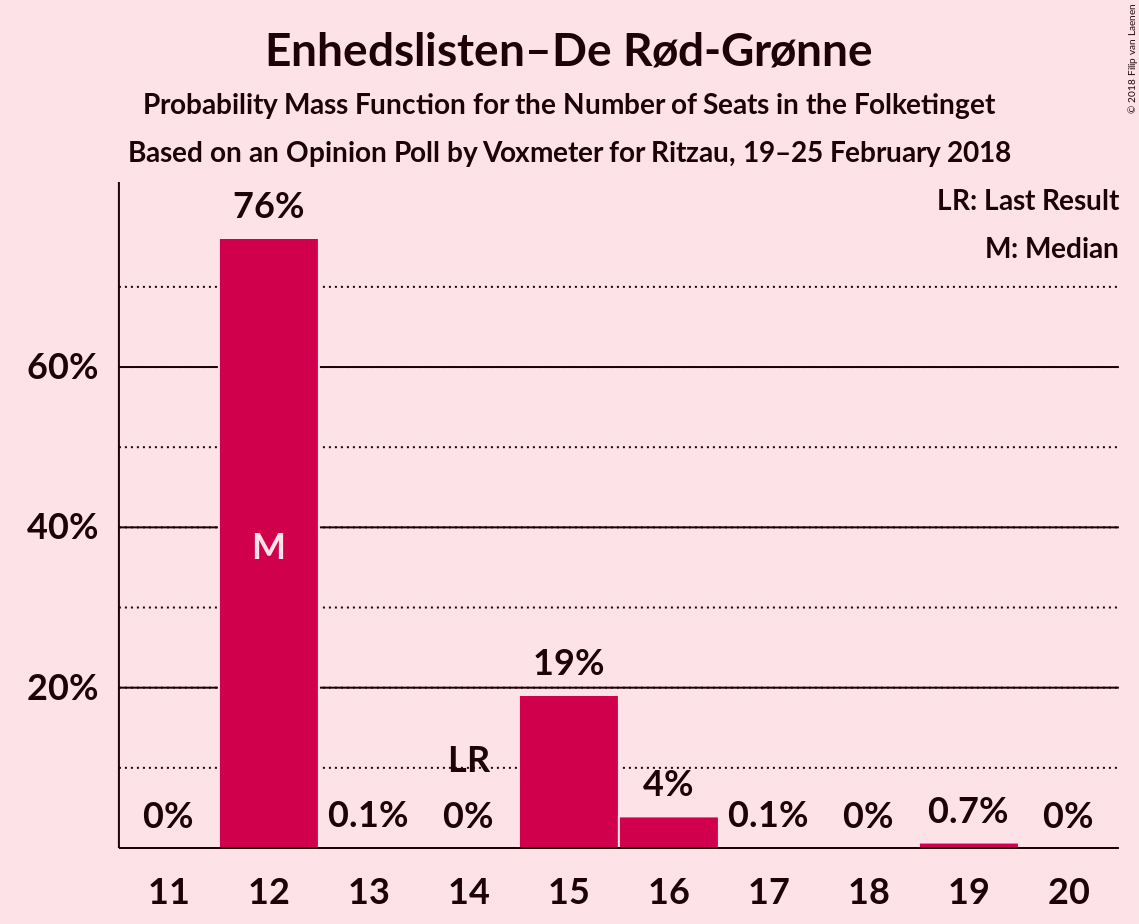 Enhedslisten–De Rød-Grønne
Probability Mass Function for the Number of Seats in the Folketinget
Based on an Opinion Poll by Voxmeter for Ritzau, 19–25 February 2018
© 2018 Filip van Laenen
LR: Last Result
M: Median
60%
40%
20%
0%
76%
M
0.1%
LR
0%
19%
4%
0.1%
0%
0.7%
0%
11 12 13 14 15 16 17 18 19 20